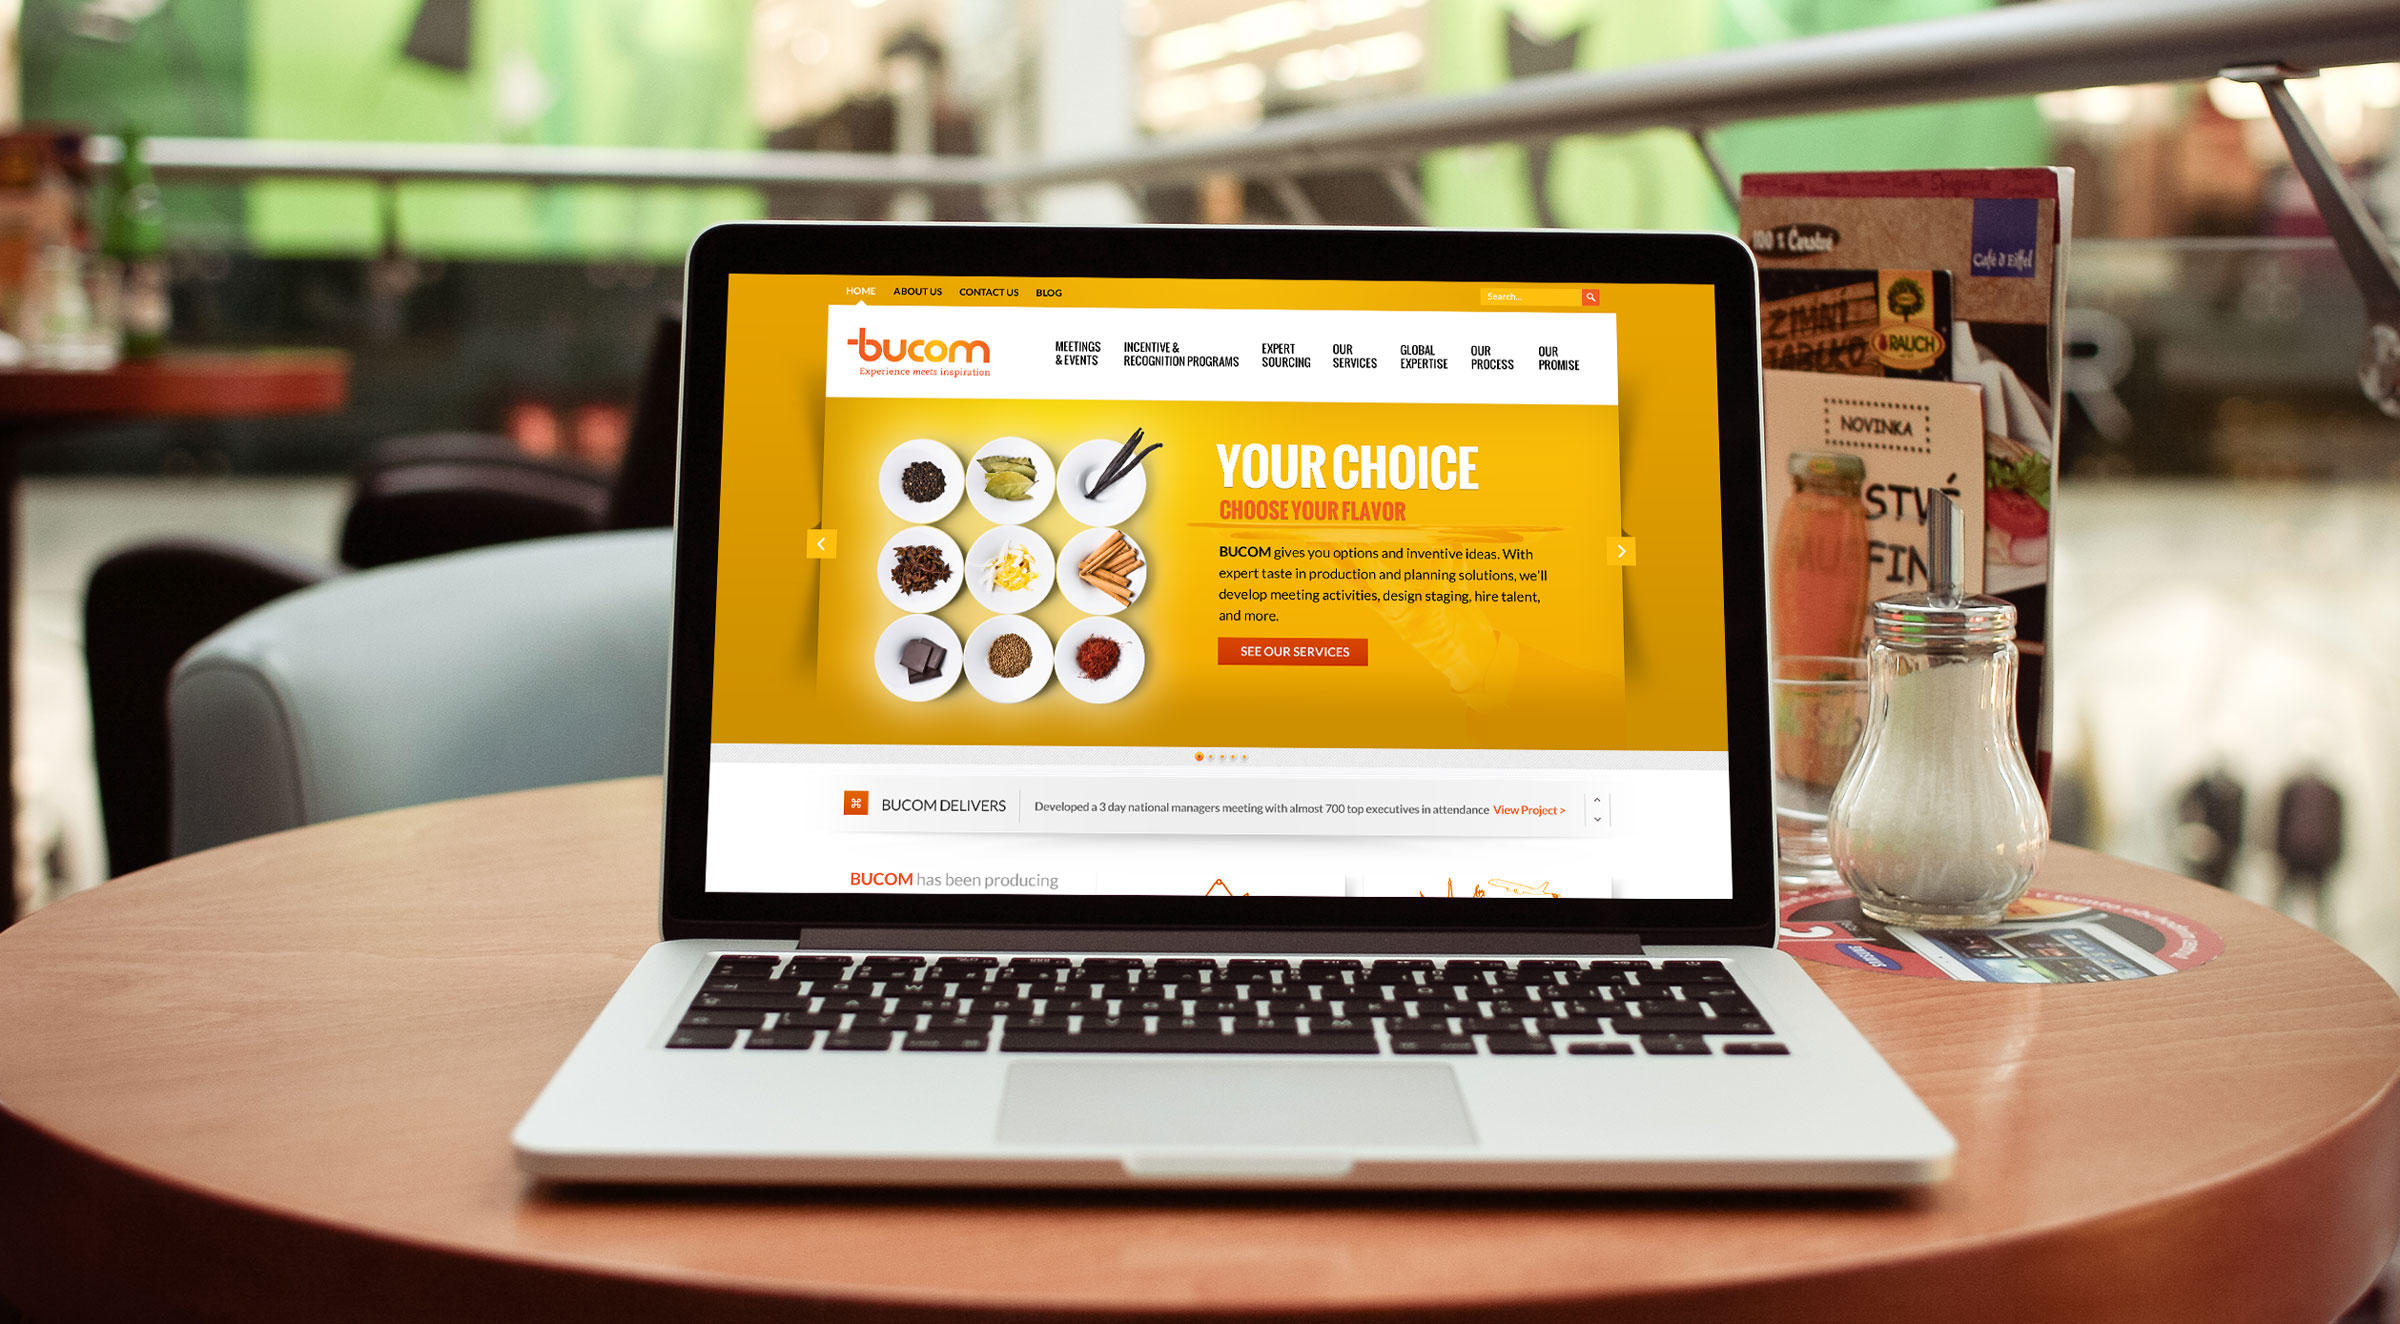 HOME ABOUT US CONTACT US BLOG
Search...
bucom
Experience meets inspiration
MEETINGS
& EVENTS
INCENTIVE &
RECOGNITION PROGRAMS
EXPERT
SOURCING
OUR
SERVICES
GLOBAL
EXPERTISE
OUR
PROCESS
OUR
PROMISE
YOUR CHOICE
CHOOSE YOUR FLAVOR
BUCOM gives you options and inventive ideas. With
expert taste in production and planning solutions, we'll
develop meeting activities, design staging, hire talent,
and more.
SEE OUR SERVICES
BUCOM DELIVERS
Developed a 3 day national managers meeting with almost 700 top executives in attendance View Project >
BUCOM has been producing
100 % Čerstvé
Café d'Eiffel
ZIMNÍ
JABLKO
RAUCH
NOVINKA
SAMSUNG